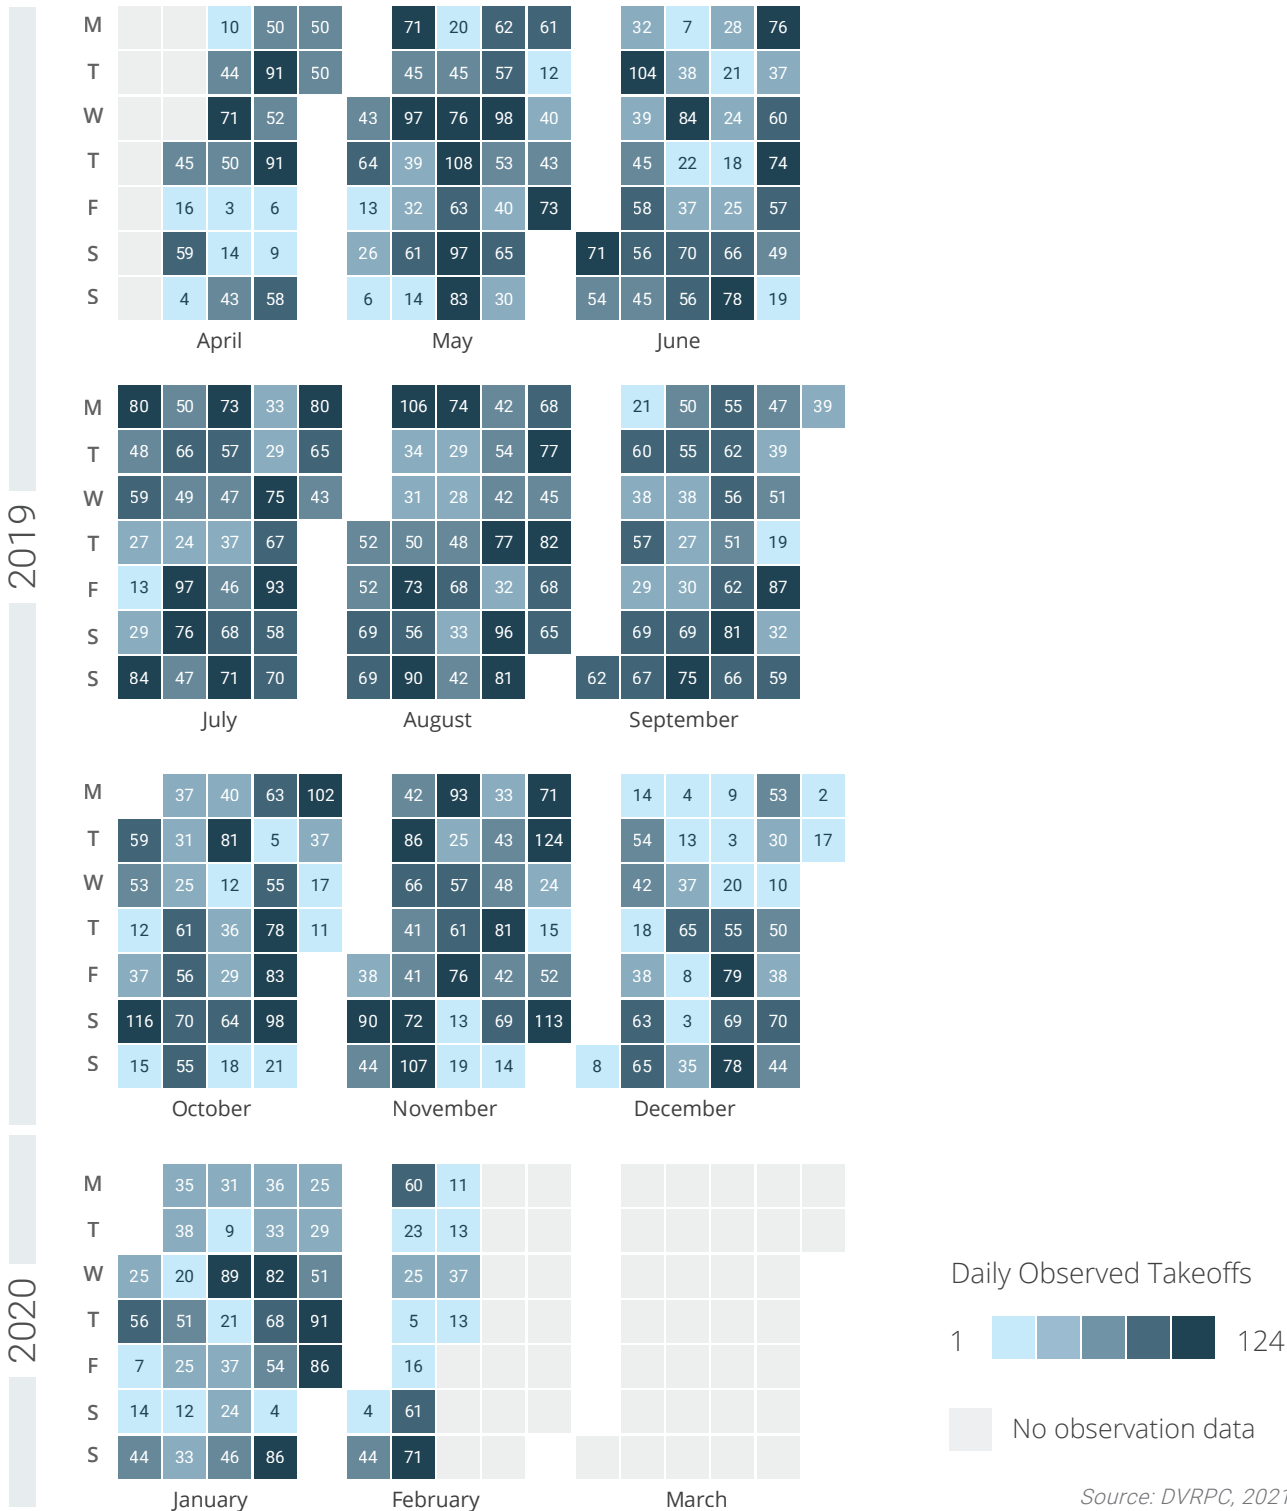 2019
M 10 50 50 71 20 62 61 32 7 28 76
T 44 91 50 45 45 57 12 104 38 21 37
W 71 52 43 97 76 98 40 39 84 24 60
T 45 50 91 64 39 108 53 43 45 22 18 74
F 16 3 6 13 32 63 40 73 58 37 25 57
S 59 14 9 26 61 97 65 71 56 70 66 49
S 4 43 58 6 14 83 30 54 45 56 78 19
April May June
M 80 50 73 33 80 106 74 42 68 21 50 55 47 39
T 48 66 57 29 65 34 29 54 77 60 55 62 39
W 59 49 47 75 43 31 28 42 45 38 38 56 51
T 27 24 37 67 52 50 48 77 82 57 27 51 19
F 13 97 46 93 52 73 68 32 68 29 30 62 87
S 29 76 68 58 69 56 33 96 65 69 69 81 32
S 84 47 71 70 69 90 42 81 62 67 75 66 59
July August September
M 37 40 63 102 42 93 33 71 14 4 9 53 2
T 59 31 81 5 37 86 25 43 124 54 13 3 30 17
W 53 25 12 55 17 66 57 48 24 42 37 20 10
T 12 61 36 78 11 41 61 81 15 18 65 55 50
F 37 56 29 83 38 41 76 42 52 38 8 79 38
S 116 70 64 98 90 72 13 69 113 63 3 69 70
S 15 55 18 21 44 107 19 14 8 65 35 78 44
October November December
2020
M 35 31 36 25 60 11
T 38 9 33 29 23 13
W 25 20 89 82 51 25 37
T 56 51 21 68 91 5 13
F 7 25 37 54 86 16
S 14 12 24 4 4 61
S 44 33 46 86 44 71
January February March
Daily Observed Takeoffs
1 124
No observation data
Source: DVRPC, 2021